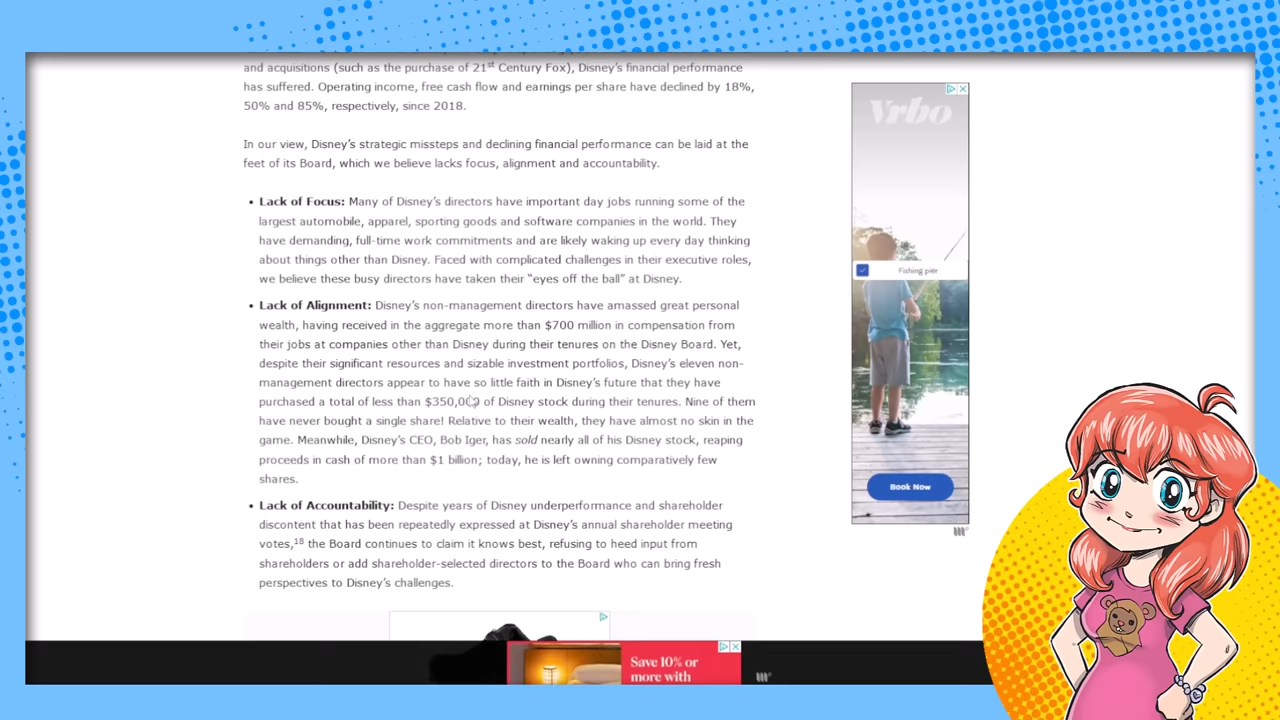 and acquisitions (such as the purchase of 21st Century Fox), Disney's financial performance
has suffered. Operating income, free cash flow and earnings per share have declined by 18%,
50% and 85%, respectively, since 2018.
In our view, Disney's strategic missteps and declining financial performance can be laid at the
feet of its Board, which we believe lacks focus, alignment and accountability.
• Lack of Focus: Many of Disney's directors have important day jobs running some of the
largest automobile, apparel, sporting goods and software companies in the world. They
have demanding, full-time work commitments and are likely waking up every day thinking
about things other than Disney. Faced with complicated challenges in their executive roles,
we believe these busy directors have taken their "eyes off the ball" at Disney.
• Lack of Alignment: Disney's non-management directors have amassed great personal
wealth, having received in the aggregate more than $700 million in compensation from
their jobs at companies other than Disney during their tenures on the Disney Board. Yet,
despite their significant resources and sizable investment portfolios, Disney's eleven non-
management directors appear to have so little faith in Disney's future that they have
purchased a total of less than $350,000 of Disney stock during their tenures. Nine of them
have never bought a single share! Relative to their wealth, they have almost no skin in the
game. Meanwhile, Disney's CEO, Bob Iger, has sold nearly all of his Disney stock, reaping
proceeds in cash of more than $1 billion; today, he is left owning comparatively few
shares.
• Lack of Accountability: Despite years of Disney underperformance and shareholder
discontent that has been repeatedly expressed at Disney's annual shareholder meeting
votes,18 the Board continues to claim it knows best, refusing to heed input from
shareholders or add shareholder-selected directors to the Board who can bring fresh
perspectives to Disney's challenges.
Vrbo
Fishing pier
Book Now
Save 10% or
more with